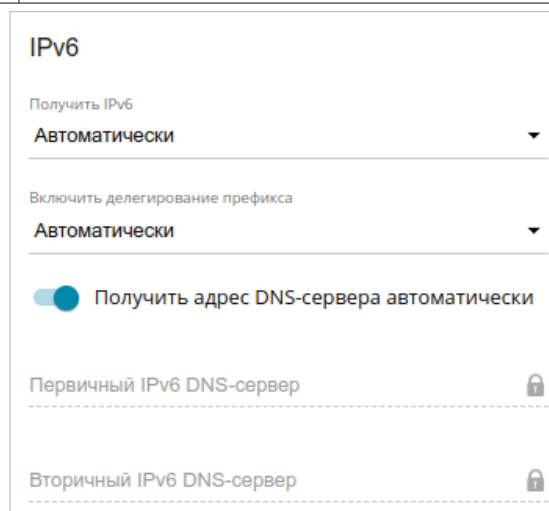 IPv6
Получить IPv6
Автоматически
Включить делегирование префикса
Автоматически
Получить адрес DNS-сервера автоматически
Первичный IPv6 DNS-сервер
Вторичный IPv6 DNS-сервер